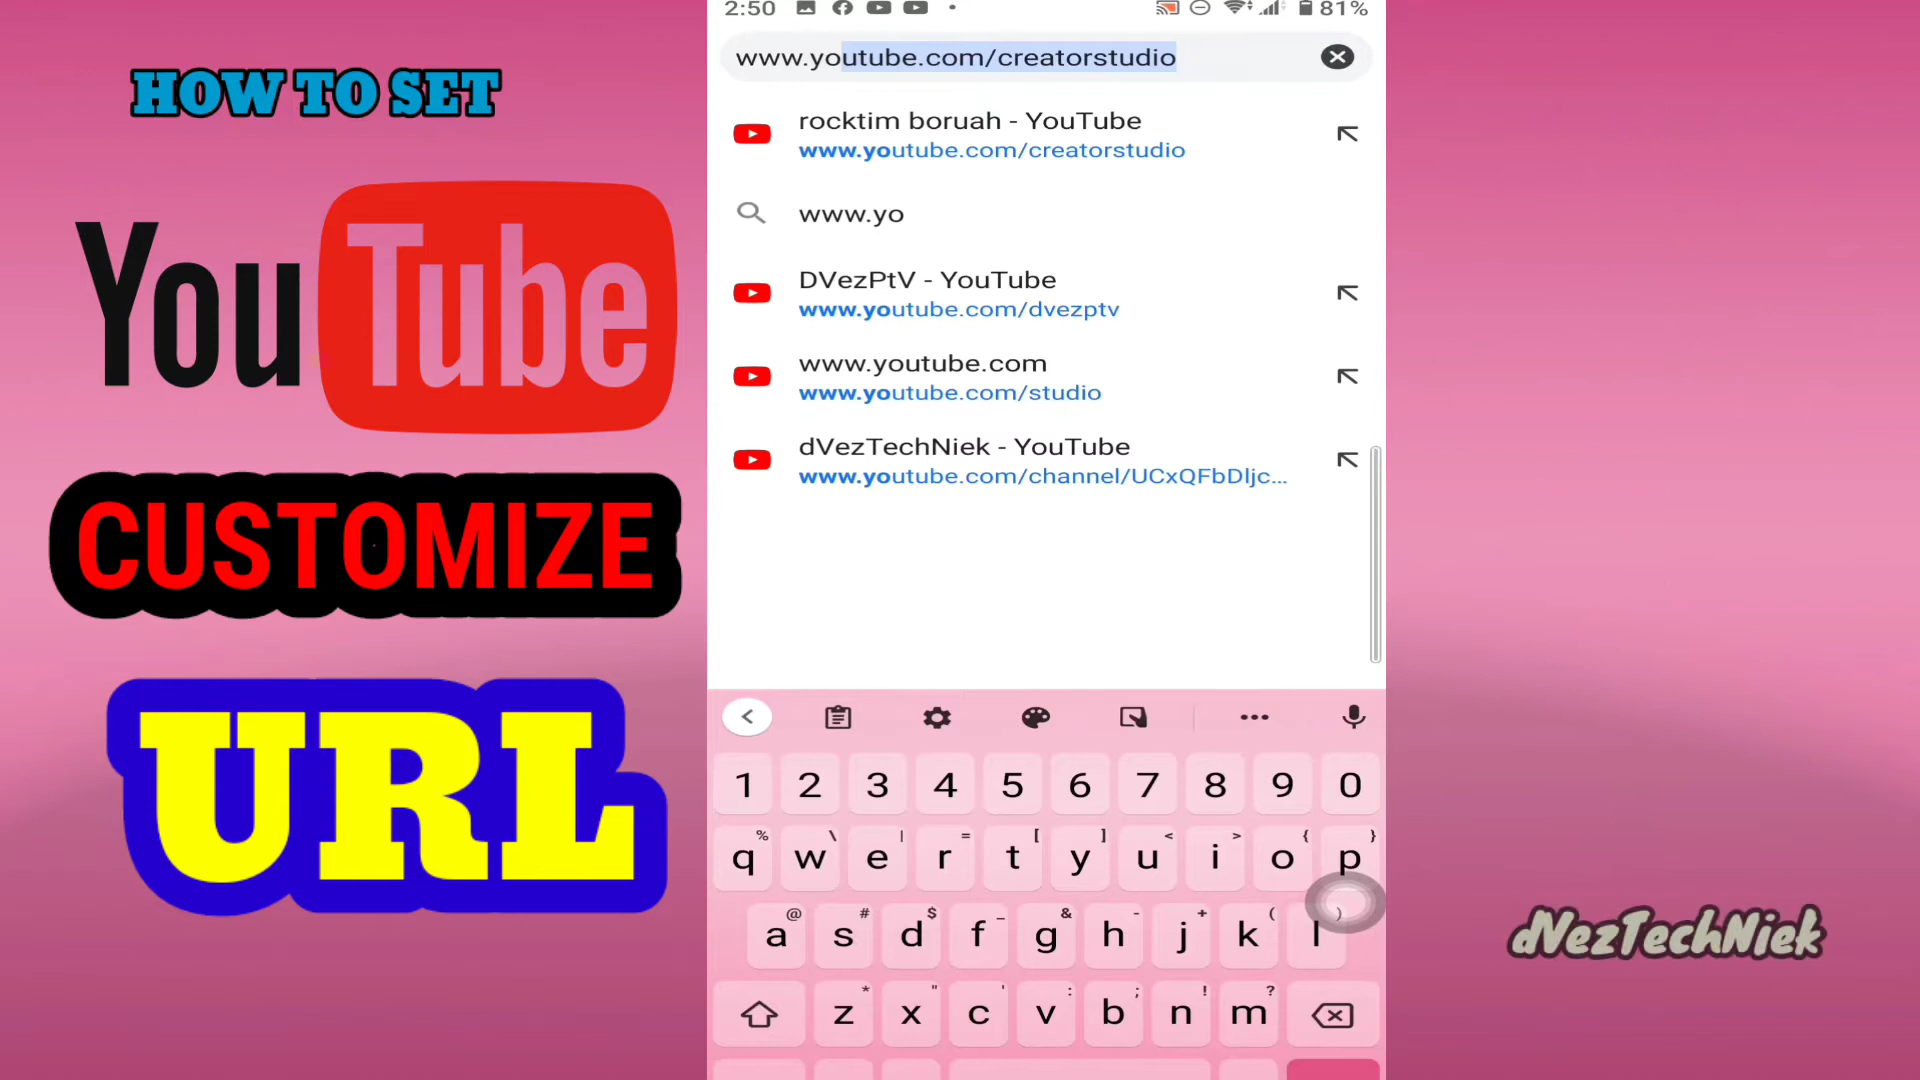 HOW TO SET
YouTube
CUSTOMIZE
URL
2:50
81%
www.youtube.com/creatorstudio
rocktim boruah - YouTube
www.youtube.com/creatorstudio
www.yo
DVezPtV - YouTube
www.youtube.com/dvezptv
www.youtube.com
www.youtube.com/studio
dVezTechNiek - YouTube
www.youtube.com/channel/UCxQFbDljc...
1 2 3 4 5 6 7 8 9 0
% \ | = [ ] < > { }
q w e r t y u i o p
@ # $ _ & - + ( )
a s d f g h j k l
* " ' : ; ! ?
z x c v b n m
dVezTechNiek